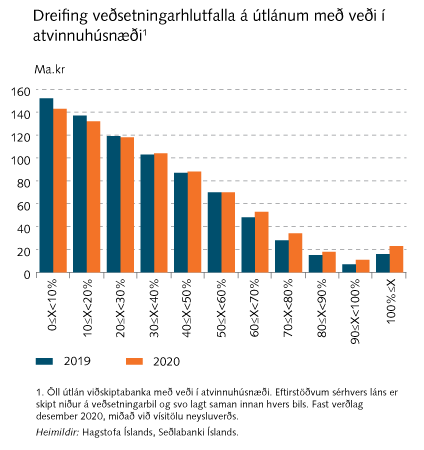 Dreifing veðsetningarhlutfalla á útlánum með veði í
atvinnuhúsnæði¹
Ma.kr
160
140
120
100
80
60
40
20
0
0≤X<10%
10≤X<20%
20≤X<30%
30≤X<40%
40≤X<50%
50≤X<60%
60≤X<70%
70≤X<80%
80≤X<90%
90≤X<100%
100%≤X
2019
2020
1. Öll útlán viðskiptabanka með veði í atvinnuhúsnæði. Eftirstöðvum sérhvers láns er
skipt niður á veðsetningarbil og svo lagt saman innan hvers bils. Fast verðlag
desember 2020, miðað við vísitölu neysluverðs.
Heimildir: Hagstofa Íslands, Seðlabanki Íslands.